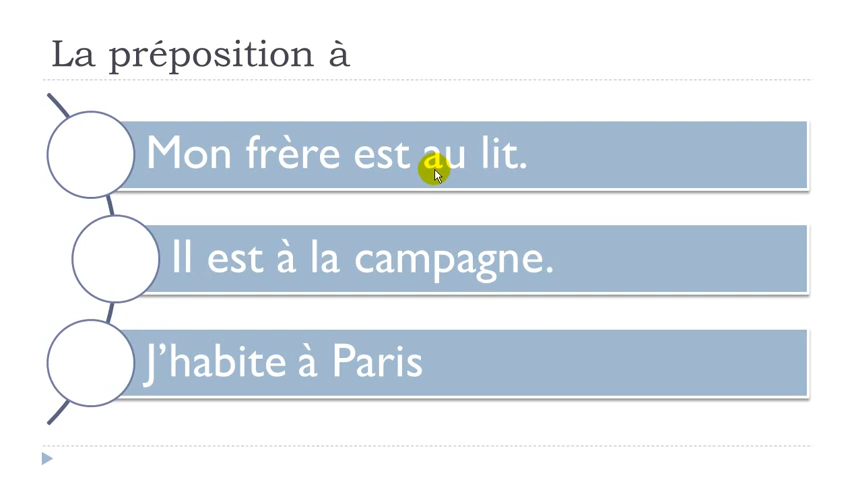 La préposition à
Mon frère est au lit.
Il est à la campagne.
J'habite à Paris